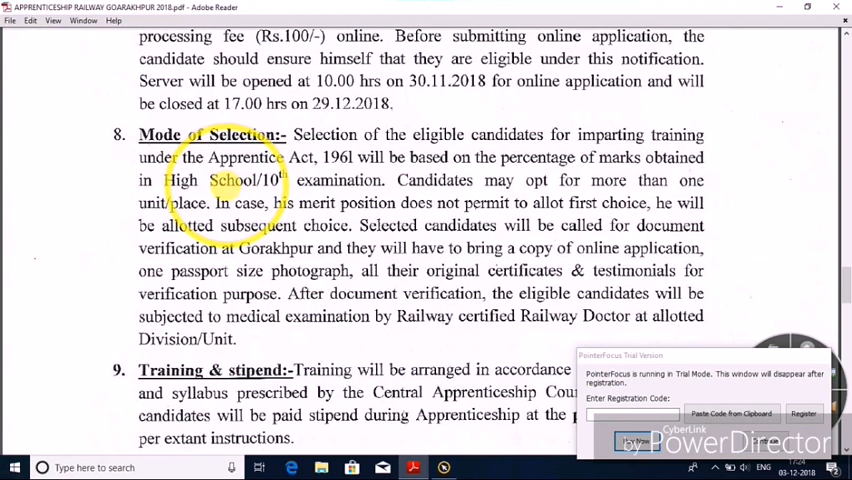 APPRENTICESHIP RAILWAY GOARAKHPUR 2018.pdf - Adobe Reader
File Edit View Window Help
processing fee (Rs.100/-) online. Before submitting online application, the
candidate should ensure himself that they are eligible under this notification.
Server will be opened at 10.00 hrs on 30.11.2018 for online application and will
be closed at 17.00 hrs on 29.12.2018.
8. Mode of Selection:- Selection of the eligible candidates for imparting training
under the Apprentice Act, 1961 will be based on the percentage of marks obtained
in High School/10th examination. Candidates may opt for more than one
unit/place. In case, his merit position does not permit to allot first choice, he will
be allotted subsequent choice. Selected candidates will be called for document
verification at Gorakhpur and they will have to bring a copy of online application,
one passport size photograph, all their original certificates & testimonials for
verification purpose. After document verification, the eligible candidates will be
subjected to medical examination by Railway certified Railway Doctor at allotted
Division/Unit.
9. Training & stipend:-Training will be arranged in accordance
and syllabus prescribed by the Central Apprenticeship Cou
candidates will be paid stipend during Apprenticeship at the p
per extant instructions.
PointerFocus Trial Version
PointerFocus is running in Trial Mode. This window will disappear after
registration.
Enter Registration Code:
Paste Code from Clipboard Register
CyberLink
by PowerDirector
Type here to search
ENG
17:24
03-12-2018
2